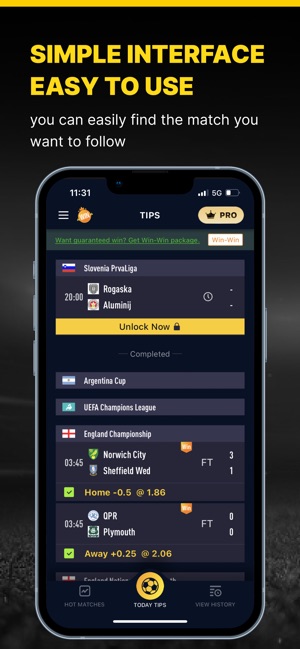 SIMPLE INTERFACE
EASY TO USE
you can easily find the match you
want to follow
11:31
5G
TIPS
PRO
Want guaranteed win? Get Win-Win package.
Win-Win
Slovenia PrvaLiga
20:00
Rogaska
-
Aluminij
-
Unlock Now
Completed
Argentina Cup
UEFA Champions League
England Championship
Win
03:45
Norwich City
3
FT
Sheffield Wed
1
Home -0.5 @ 1.86
Win
03:45
QPR
0
FT
Plymouth
0
Away +0.25 @ 2.06
HOT MATCHES
TODAY TIPS
VIEW HISTORY